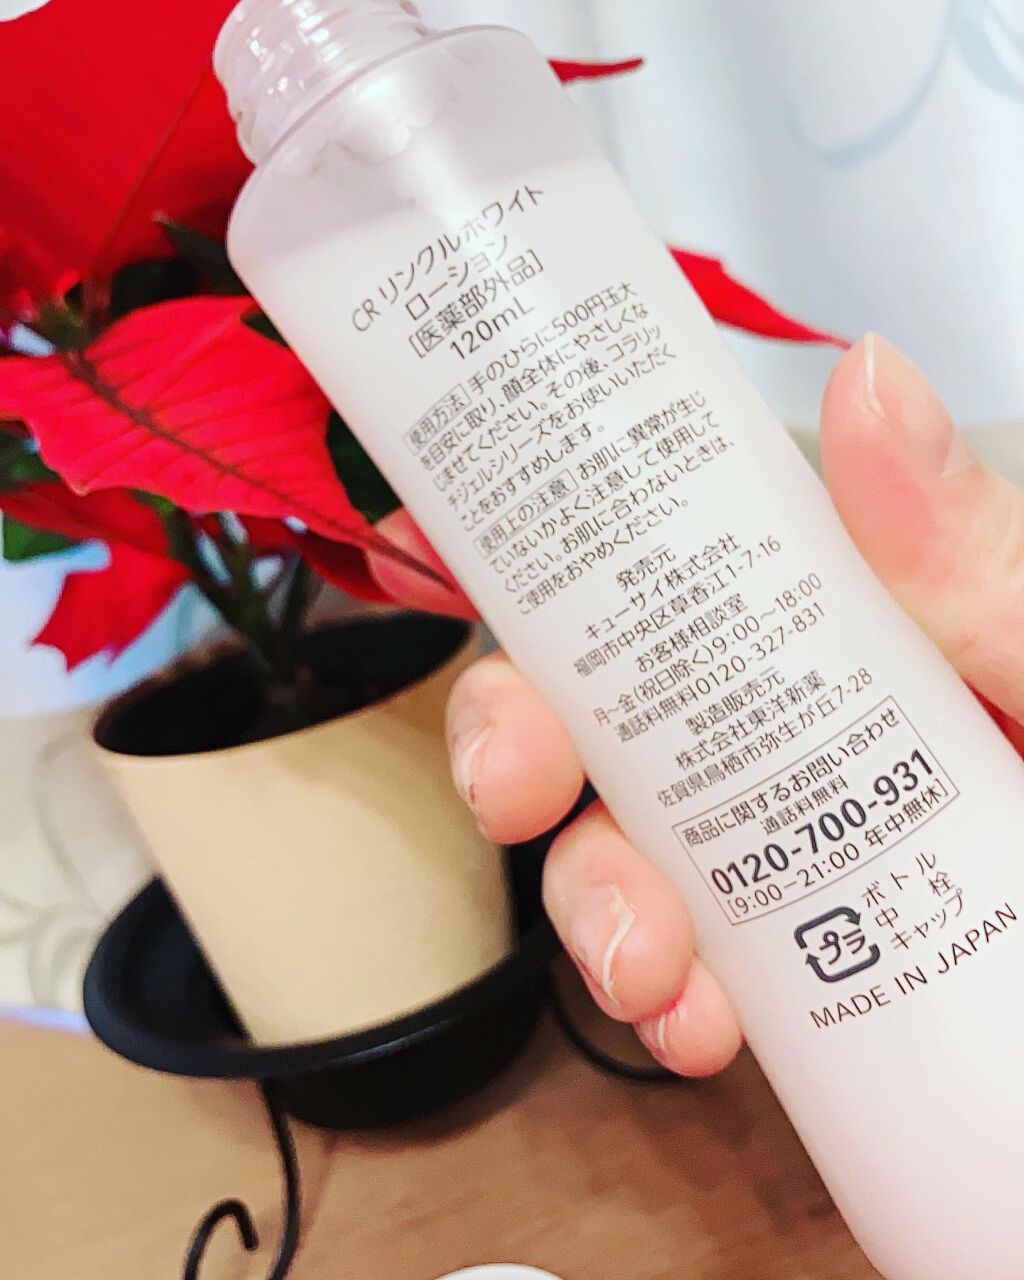 CR リンクルホワイト
ローション
[医薬部外品]
120mL
使用方法 手のひらに500円玉大
を目安に取り、顔全体にやさしくな
じませてください。その後、コラリッ
チジェルシリーズをお使いいただく
ことをおすすめします。
使用上の注意 お肌に異常が生じ
ていないかよく注意して使用して
ください。お肌に合わないときは、
ご使用をおやめください。
発売元
キューサイ株式会社
福岡市中央区草香江1-7-16
お客様相談室
月〜金(祝日除く)9:00〜18:00
通話料無料0120-327-831
製造販売元
株式会社東洋新薬
佐賀県鳥栖市弥生が丘7-28
商品に関するお問い合わせ
通話料無料
0120-700-931
[9:00−21:00 年中無休]
プラ
ボトル
中栓
キャップ
MADE IN JAPAN